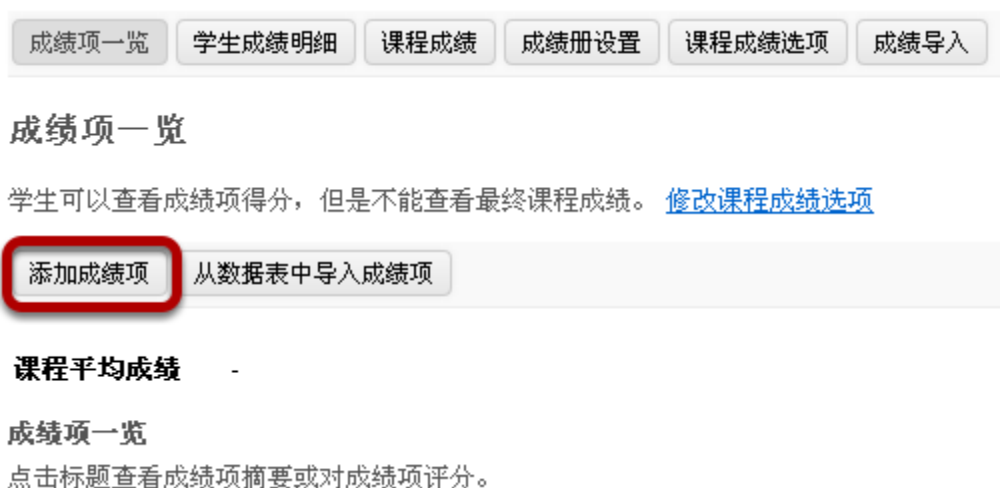 成绩项一览 学生成绩明细 课程成绩 成绩册设置 课程成绩选项 成绩导入
成绩项一览
学生可以查看成绩项得分，但是不能查看最终课程成绩。 修改课程成绩选项
添加成绩项 从数据表中导入成绩项
课程平均成绩 -
成绩项一览
点击标题查看成绩项摘要或对成绩项评分。